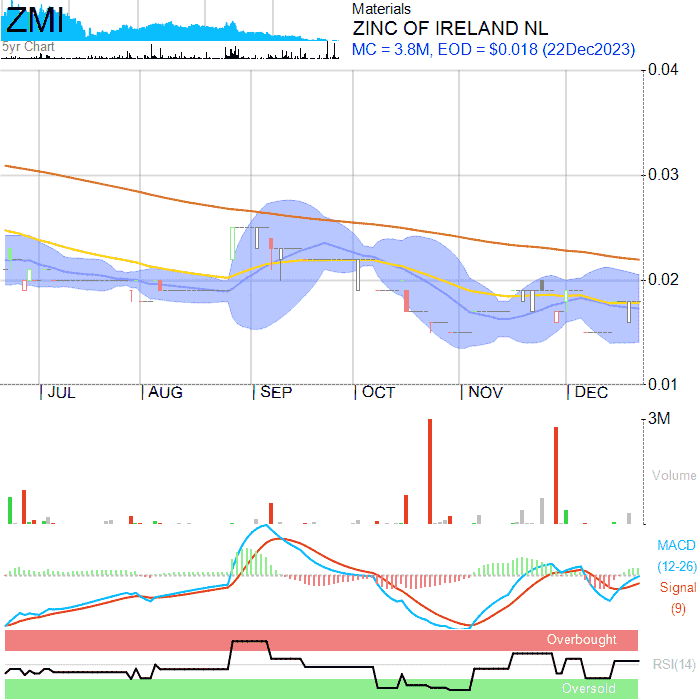 ZMI
5yr Chart
Materials
ZINC OF IRELAND NL
MC = 3.8M, EOD = $0.018 (22Dec2023)
0.04
0.03
0.02
0.01
JUL AUG SEP OCT NOV DEC
3M
Volume
MACD
(12-26)
Signal
(9)
Overbought
RSI(14)
Oversold